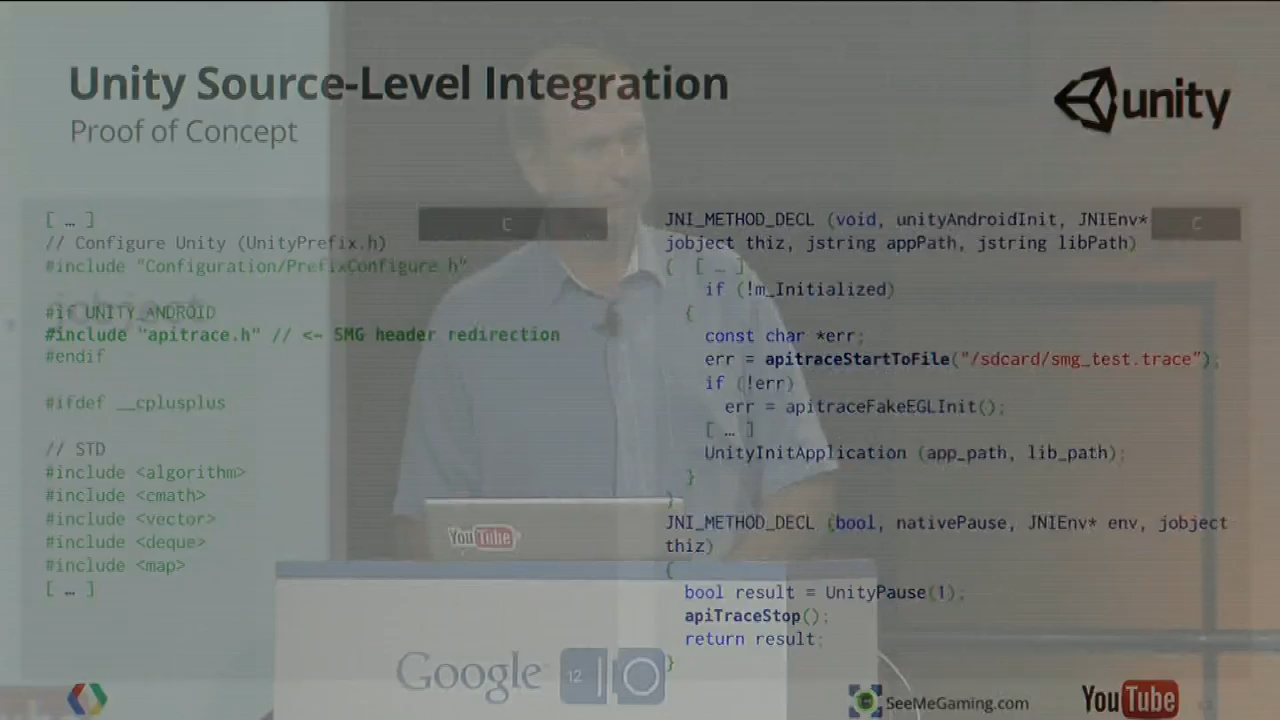 Unity Source-Level Integration
Proof of Concept
unity
C
[ … ]
// Configure Unity (UnityPrefix.h)
#include "Configuration/PrefixConfigure.h"
#if UNITY_ANDROID
#include "apitrace.h" // <- SMG header redirection
#endif
#ifdef __cplusplus
// STD
#include <algorithm>
#include <cmath>
#include <vector>
#include <deque>
#include <map>
[ … ]
C
JNI_METHOD_DECL (void, unityAndroidInit, JNIEnv*
jobject thiz, jstring appPath, jstring libPath)
{ [ … ]
if (!m_Initialized)
{
const char *err;
err = apitraceStartToFile("/sdcard/smg_test.trace");
if (!err)
err = apitraceFakeEGLInit();
[ … ]
UnityInitApplication (app_path, lib_path);
}
}
JNI_METHOD_DECL (bool, nativePause, JNIEnv* env, jobject
thiz)
{
bool result = UnityPause(1);
apiTraceStop();
return result;
}
YouTube
Google 12 IO
SeeMeGaming.com
YouTube